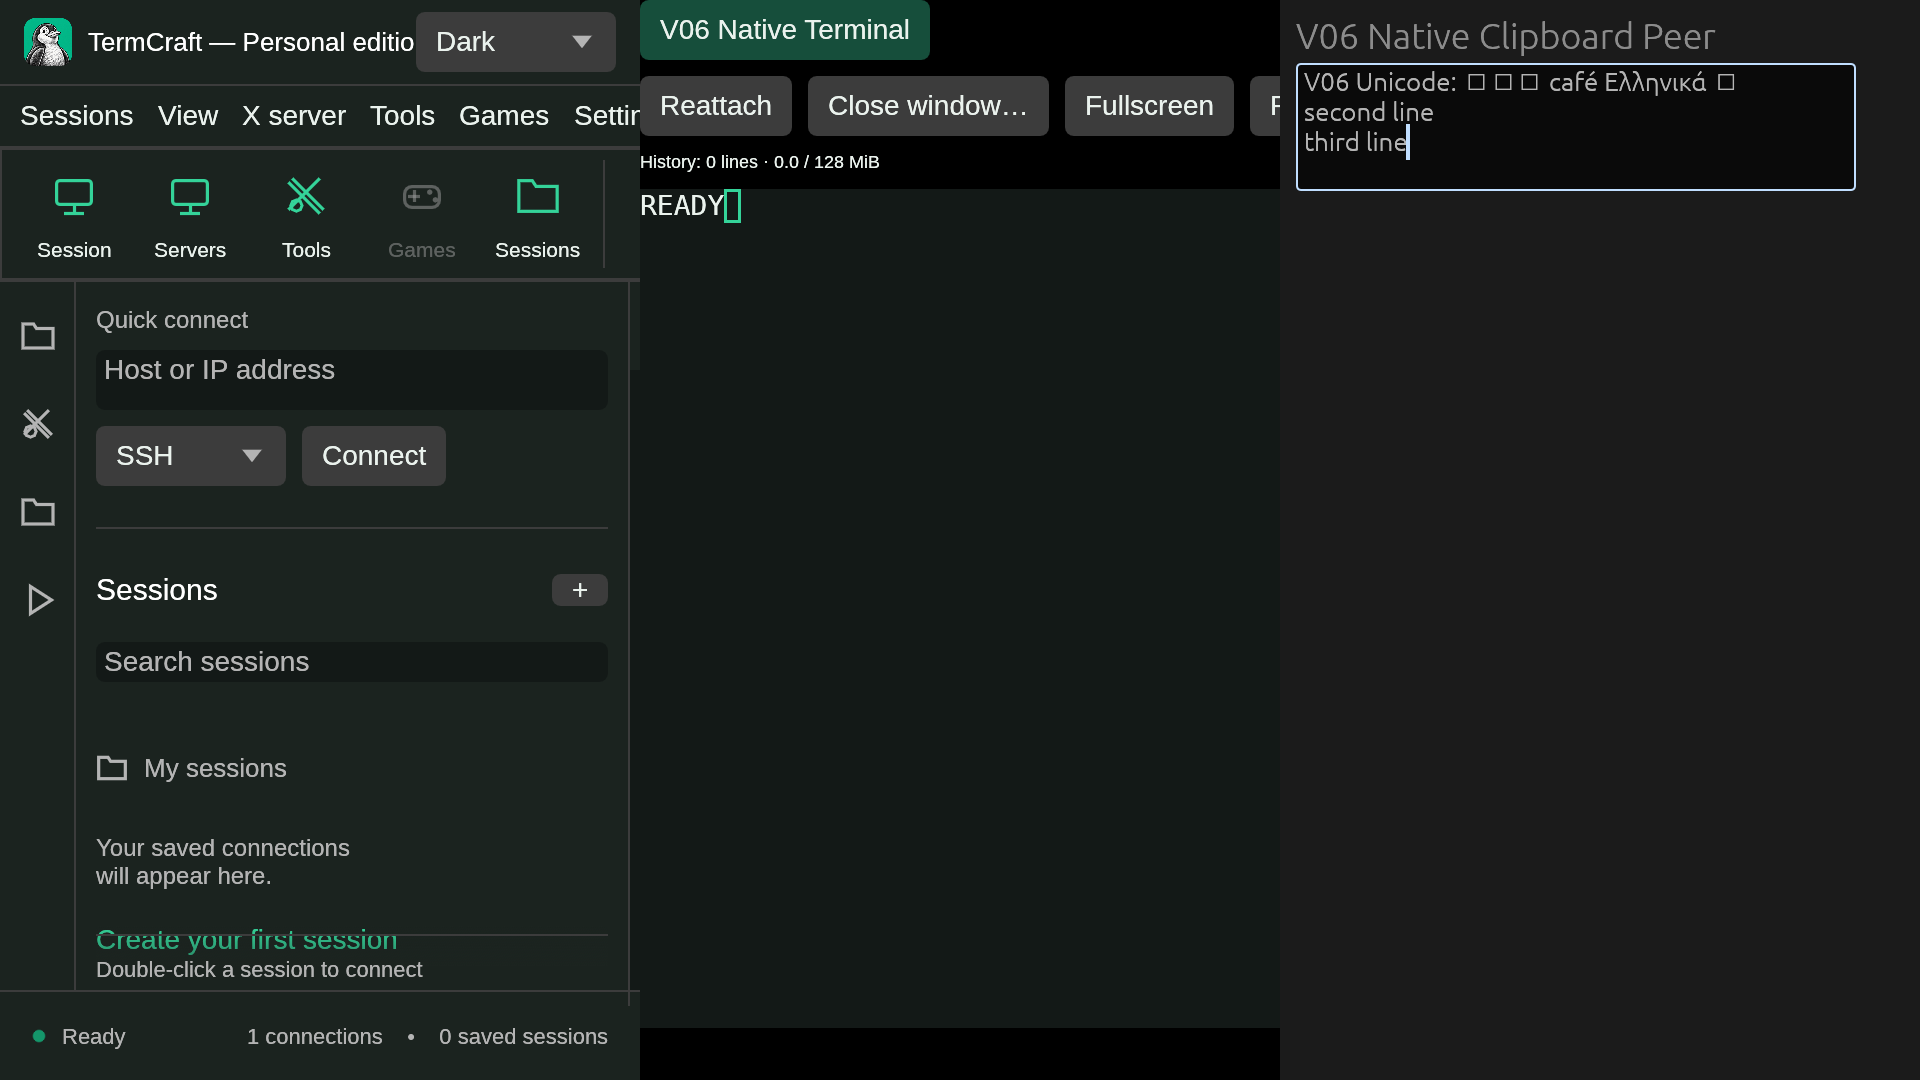 TermCraft — Personal editio
Dark
Sessions View X server Tools Games Settin
Session Servers Tools Games Sessions
Quick connect
Host or IP address
SSH
Connect
Sessions
+
Search sessions
My sessions
Your saved connections
will appear here.
Create your first session
Double-click a session to connect
Ready
1 connections • 0 saved sessions
V06 Native Terminal
Reattach
Close window…
Fullscreen
History: 0 lines · 0.0 / 128 MiB
READY
V06 Native Clipboard Peer
V06 Unicode: □ □ □ café Ελληνικά □
second line
third line